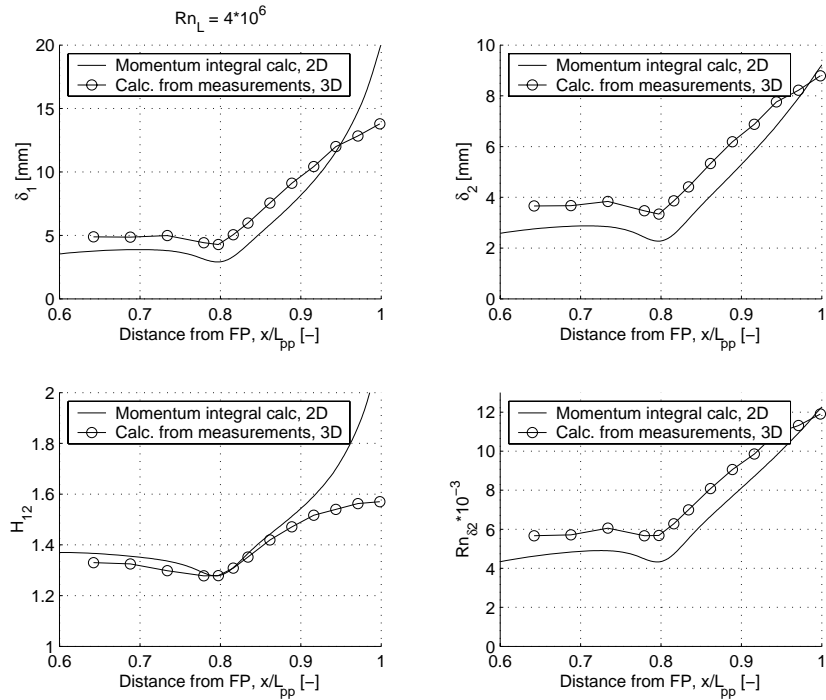 Rn_L = 4*10^6
20
15
10
5
0
δ_1 [mm]
Momentum integral calc, 2D
Calc. from measurements, 3D
0.6 0.7 0.8 0.9 1
Distance from FP, x/L_pp [−]
10
8
6
4
2
0
δ_2 [mm]
Momentum integral calc, 2D
Calc. from measurements, 3D
0.6 0.7 0.8 0.9 1
Distance from FP, x/L_pp [−]
2
1.8
1.6
1.4
1.2
1
H_12
Momentum integral calc, 2D
Calc. from measurements, 3D
0.6 0.7 0.8 0.9 1
Distance from FP, x/L_pp [−]
12
10
8
6
4
2
0
Rn_δ2*10^−3
Momentum integral calc, 2D
Calc. from measurements, 3D
0.6 0.7 0.8 0.9 1
Distance from FP, x/L_pp [−]